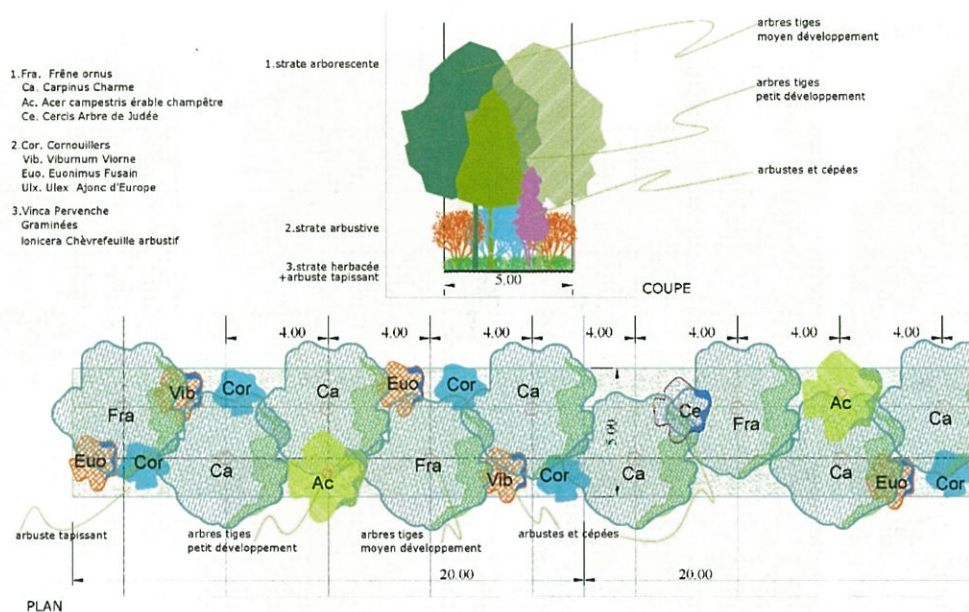 1.Fra. Frêne ornus
Ca. Carpinus Charme
Ac. Acer campestris érable champêtre
Ce. Cercis Arbre de Judée
2.Cor. Cornouillers
Vib. Viburnum Viorne
Euo. Euonimus Fusain
Ulx. Ulex Ajonc d'Europe
3.Vinca Pervenche
Graminées
lonicera Chèvrefeuille arbustif
1.strate arborescente
2.strate arbustive
3.strate herbacée
+arbuste tapissant
arbres tiges
moyen développement
arbres tiges
petit développement
arbustes et cépées
5.00
COUPE
4.00 4.00 4.00 4.00 4.00 4.00 4.00
Fra Vib Cor Ca Euo Cor Ca Ce Fra Ac Ca
5.00
Euo Cor Ca Ac Fra Vib Cor Ca Ca Euo Cor
arbuste tapissant
arbres tiges
petit développement
arbres tiges
moyen développement
arbustes et cépées
20.00 20.00
PLAN